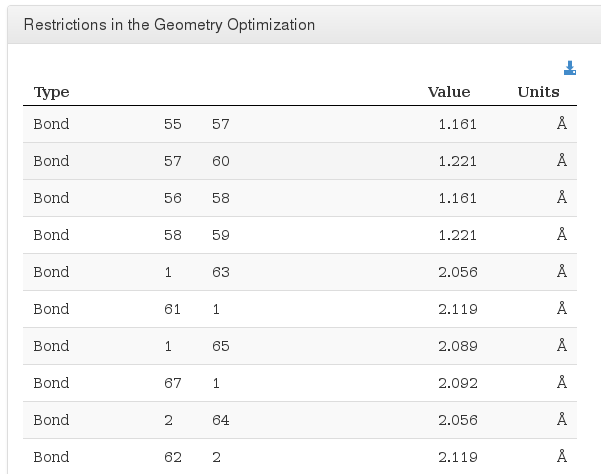 Restrictions in the Geometry Optimization
Type Value Units
Bond 55 57 1.161 Å
Bond 57 60 1.221 Å
Bond 56 58 1.161 Å
Bond 58 59 1.221 Å
Bond 1 63 2.056 Å
Bond 61 1 2.119 Å
Bond 1 65 2.089 Å
Bond 67 1 2.092 Å
Bond 2 64 2.056 Å
Bond 62 2 2.119 Å